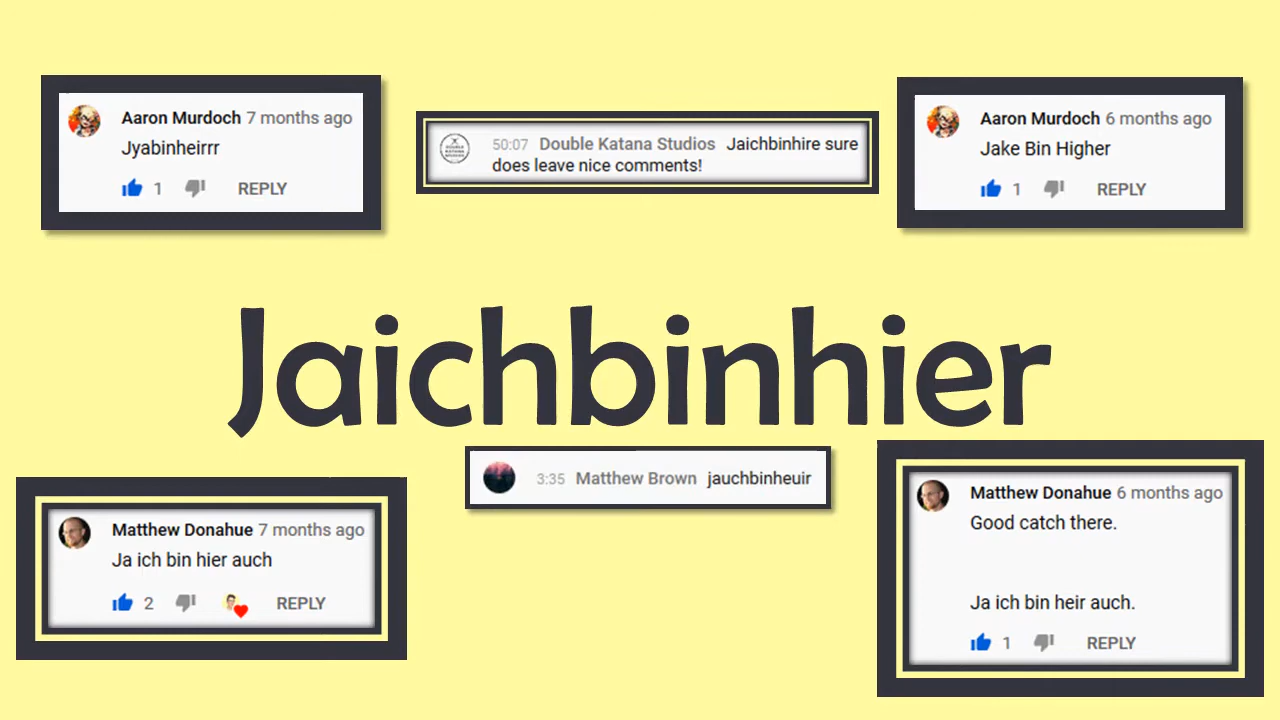 Aaron Murdoch 7 months ago
Jyabinheirrr
1 REPLY
50:07 Double Katana Studios Jaichbinhire sure
does leave nice comments!
Aaron Murdoch 6 months ago
Jake Bin Higher
1 REPLY
Jaichbinhier
3:35 Matthew Brown jauchbinheuir
Matthew Donahue 7 months ago
Ja ich bin hier auch
2 REPLY
Matthew Donahue 6 months ago
Good catch there.
Ja ich bin heir auch.
1 REPLY